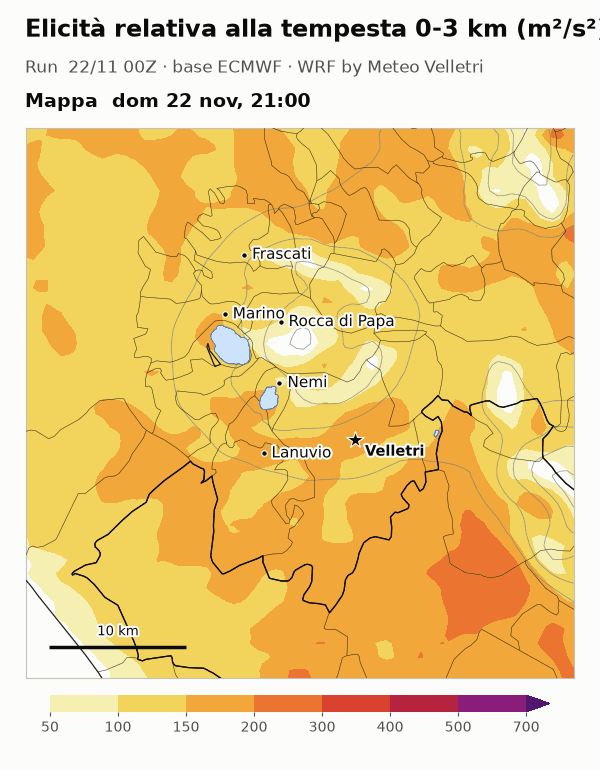 Elicità relativa alla tempesta 0-3 km (m²/s²)
Run  22/11 00Z · base ECMWF · WRF by Meteo Velletri
Mappa  dom 22 nov, 21:00
Frascati
Marino
Rocca di Papa
Nemi
Velletri
Lanuvio
10 km
50 100 150 200 300 400 500 700